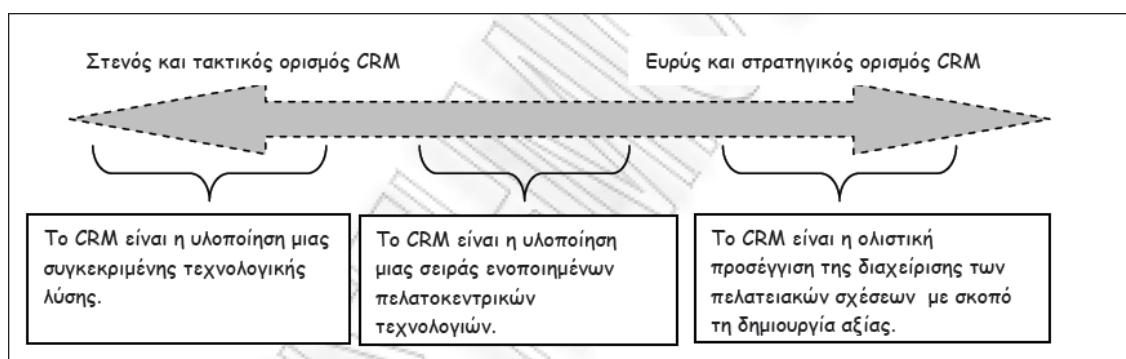 Στενός και τακτικός ορισμός CRM
Ευρύς και στρατηγικός ορισμός CRM
Το CRM είναι η υλοποίηση μιας
συγκεκριμένης τεχνολογικής
λύσης.
Το CRM είναι η υλοποίηση
μιας σειράς ενοποιημένων
πελατοκεντρικών
τεχνολογιών.
Το CRM είναι η ολιστική
προσέγγιση της διαχείρισης των
πελατειακών σχέσεων με σκοπό
τη δημιουργία αξίας.